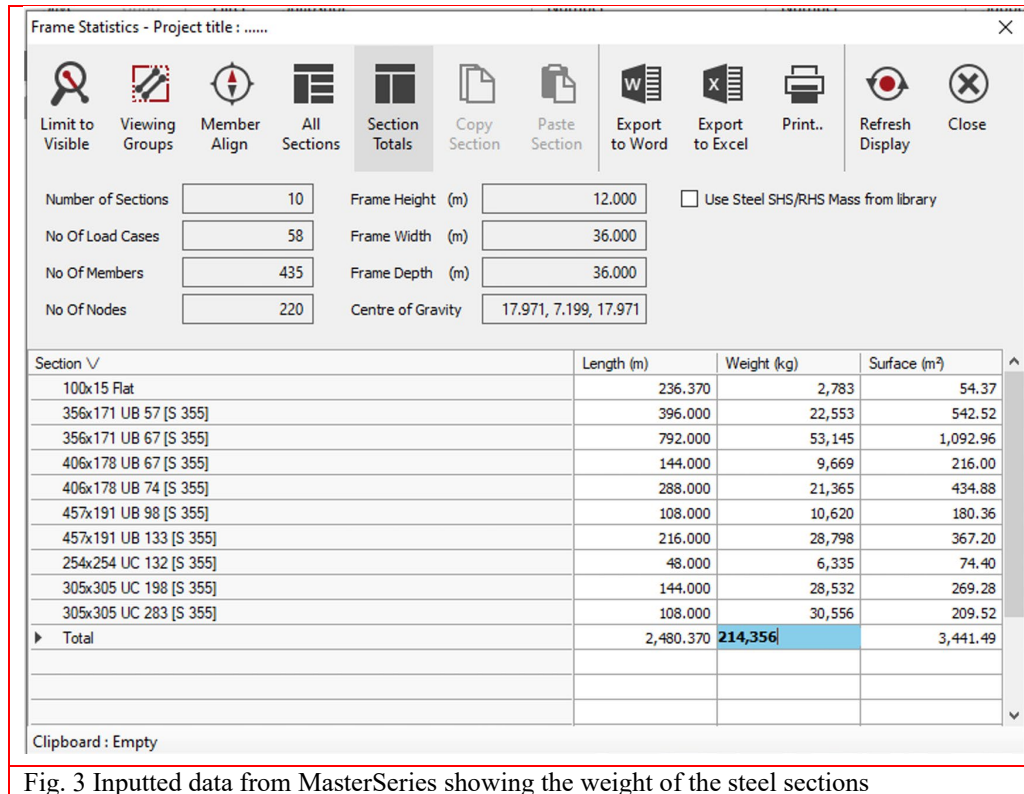 Frame Statistics - Project title : ......
Limit to Visible
Viewing Groups
Member Align
All Sections
Section Totals
Copy Section
Paste Section
Export to Word
Export to Excel
Print..
Refresh Display
Close
Number of Sections 10 Frame Height (m) 12.000 Use Steel SHS/RHS Mass from library
No Of Load Cases 58 Frame Width (m) 36.000
No Of Members 435 Frame Depth (m) 36.000
No Of Nodes 220 Centre of Gravity 17.971, 7.199, 17.971
Section Length (m) Weight (kg) Surface (m²)
100x15 Flat 236.370 2,783 54.37
356x171 UB 57 [S 355] 396.000 22,553 542.52
356x171 UB 67 [S 355] 792.000 53,145 1,092.96
406x178 UB 67 [S 355] 144.000 9,669 216.00
406x178 UB 74 [S 355] 288.000 21,365 434.88
457x191 UB 98 [S 355] 108.000 10,620 180.36
457x191 UB 133 [S 355] 216.000 28,798 367.20
254x254 UC 132 [S 355] 48.000 6,335 74.40
305x305 UC 198 [S 355] 144.000 28,532 269.28
305x305 UC 283 [S 355] 108.000 30,556 209.52
Total 2,480.370 214,356 3,441.49
Clipboard : Empty
Fig. 3 Inputted data from MasterSeries showing the weight of the steel sections